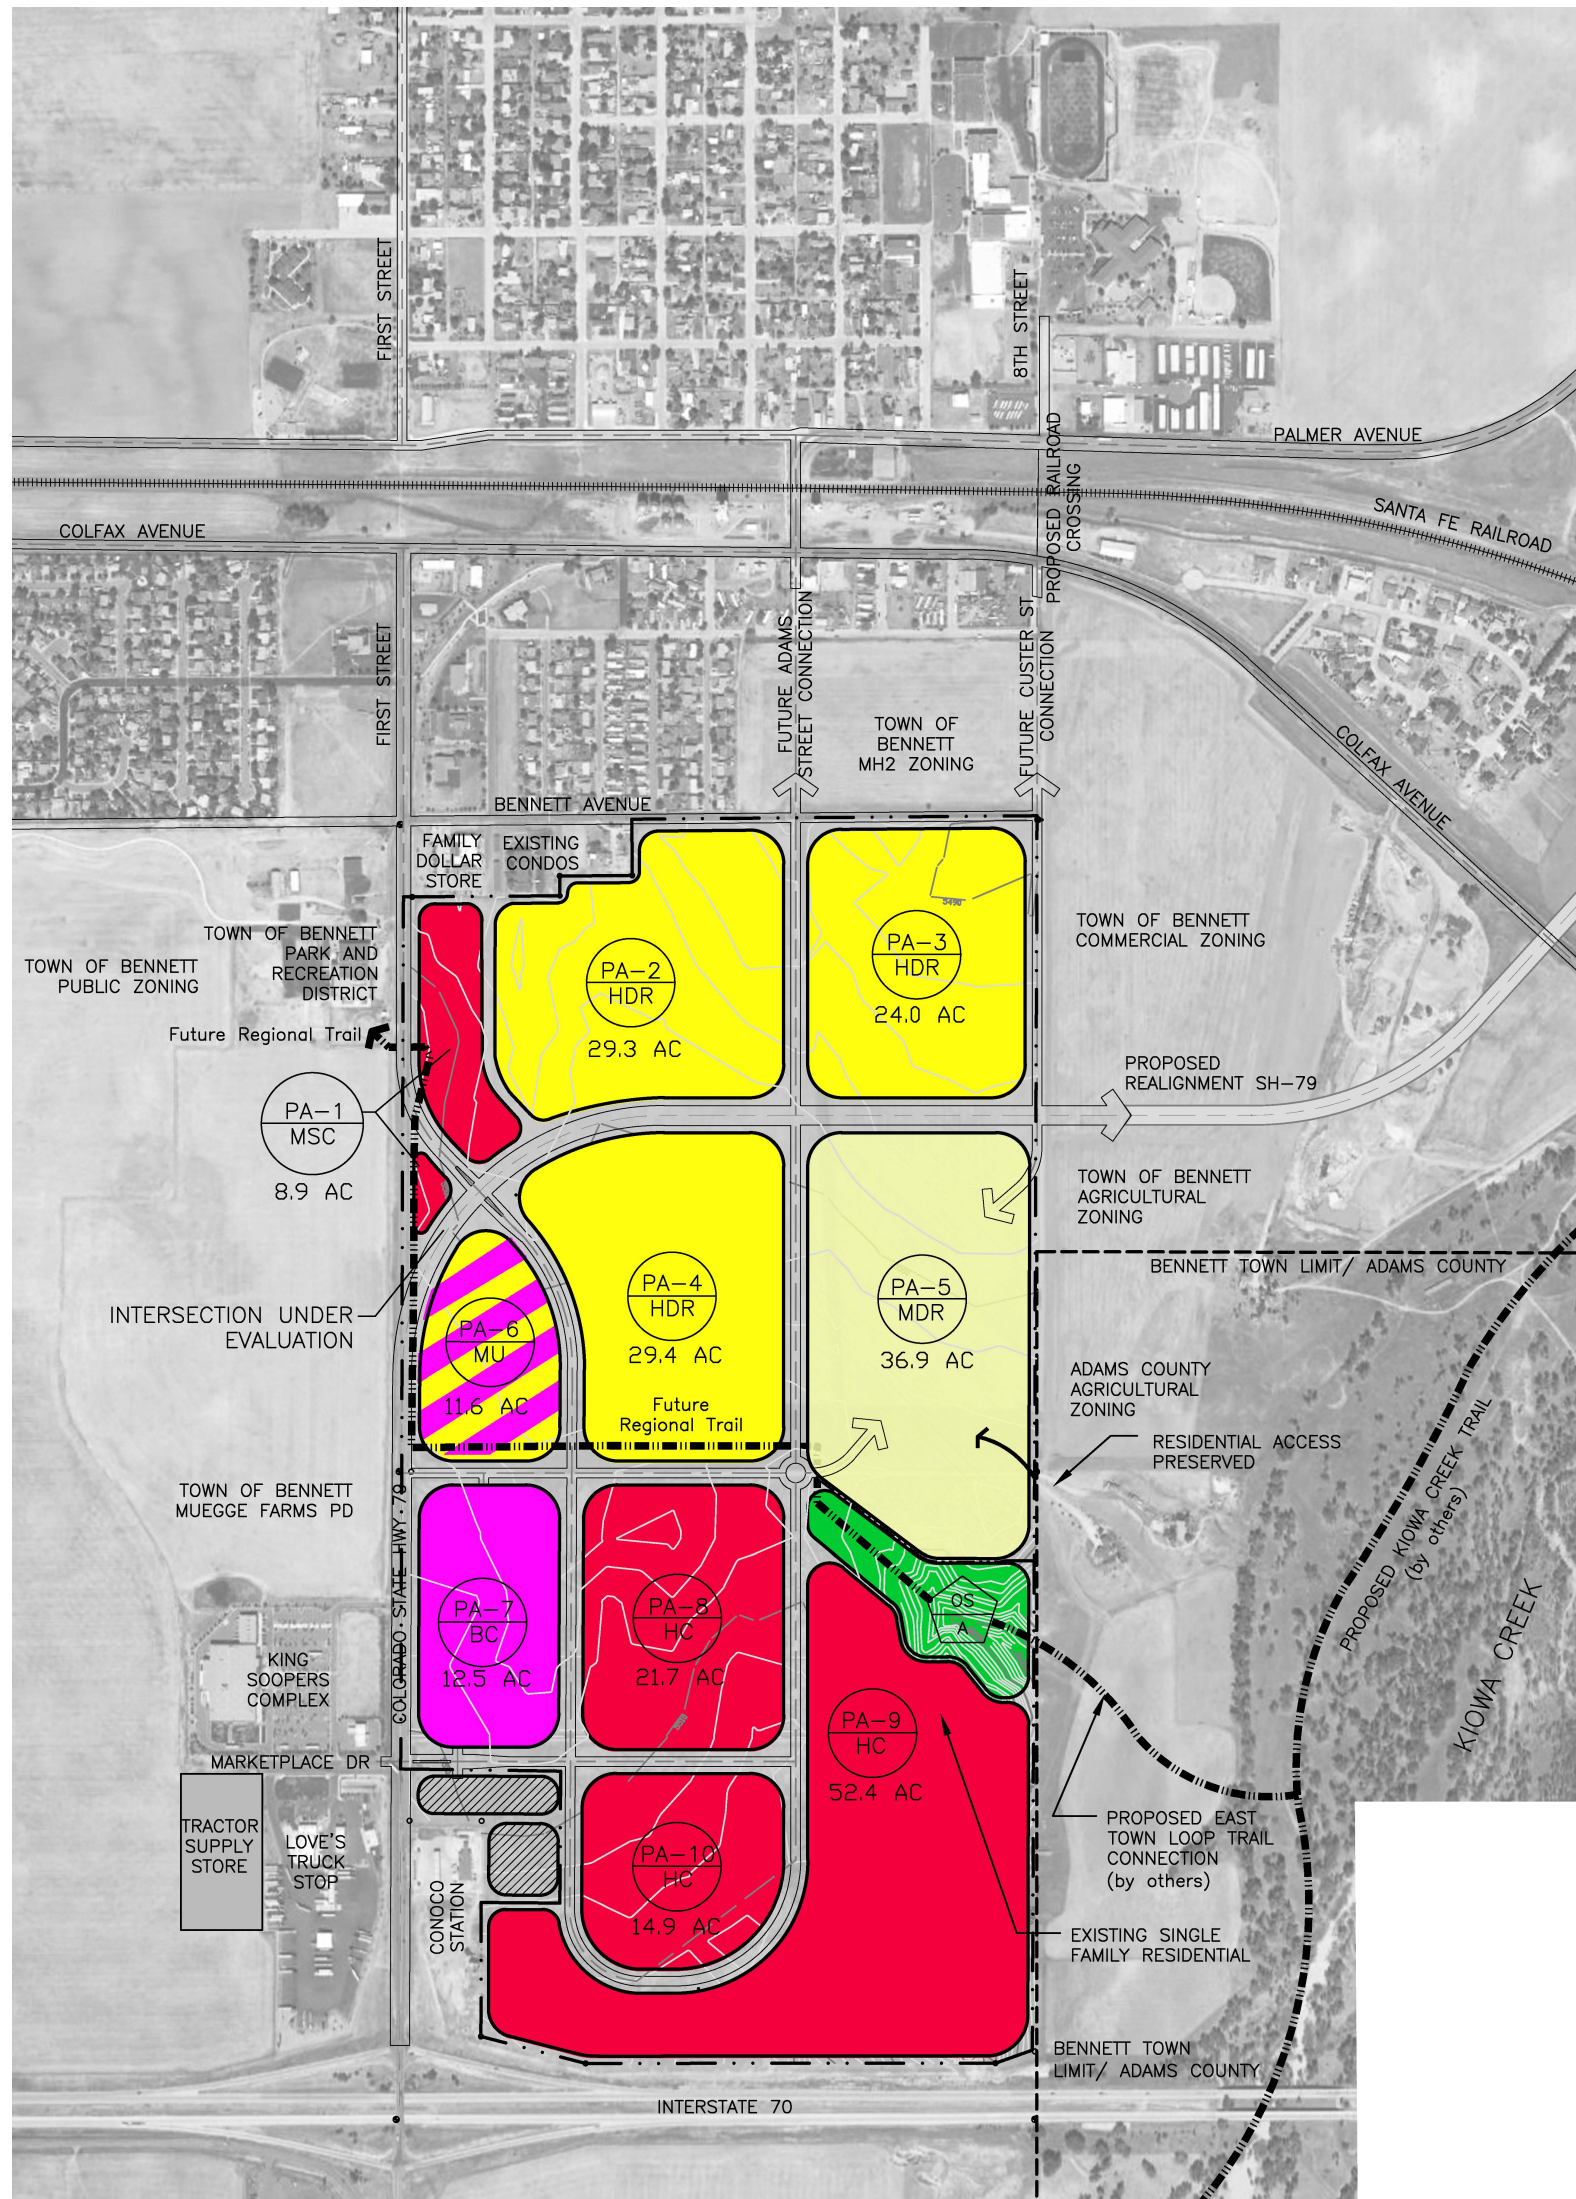 FIRST STREET
8TH STREET
PALMER AVENUE
PROPOSED RAILROAD
CROSSING
SANTA FE RAILROAD
COLFAX AVENUE
FIRST STREET
FUTURE ADAMS
STREET CONNECTION
FUTURE CUSTER ST
CONNECTION
TOWN OF
BENNETT
MH2 ZONING
COLFAX AVENUE
BENNETT AVENUE
FAMILY
DOLLAR
STORE
EXISTING
CONDOS
5490
TOWN OF BENNETT
PARK AND
RECREATION
DISTRICT
TOWN OF BENNETT
PUBLIC ZONING
Future Regional Trail
PA-2
HDR
29.3 AC
PA-3
HDR
24.0 AC
TOWN OF BENNETT
COMMERCIAL ZONING
PROPOSED
REALIGNMENT SH-79
PA-1
MSC
8.9 AC
TOWN OF BENNETT
AGRICULTURAL
ZONING
BENNETT TOWN LIMIT/ ADAMS COUNTY
INTERSECTION UNDER
EVALUATION
PA-4
HDR
29.4 AC
PA-5
MDR
36.9 AC
PA-6
MU
11.6 AC
Future
Regional Trail
ADAMS COUNTY
AGRICULTURAL
ZONING
RESIDENTIAL ACCESS
PRESERVED
PROPOSED KIOWA CREEK TRAIL
(by others)
KIOWA CREEK
TOWN OF BENNETT
MUEGGE FARMS PD
COLORADO STATE HWY 79
PA-7
BC
12.5 AC
PA-8
HC
21.7 AC
OS
A
KING
SOOPERS
COMPLEX
PA-9
HC
52.4 AC
MARKETPLACE DR
TRACTOR
SUPPLY
STORE
LOVE'S
TRUCK
STOP
CONOCO
STATION
PA-10
HC
14.9 AC
PROPOSED EAST
TOWN LOOP TRAIL
CONNECTION
(by others)
EXISTING SINGLE
FAMILY RESIDENTIAL
BENNETT TOWN
LIMIT/ ADAMS COUNTY
INTERSTATE 70